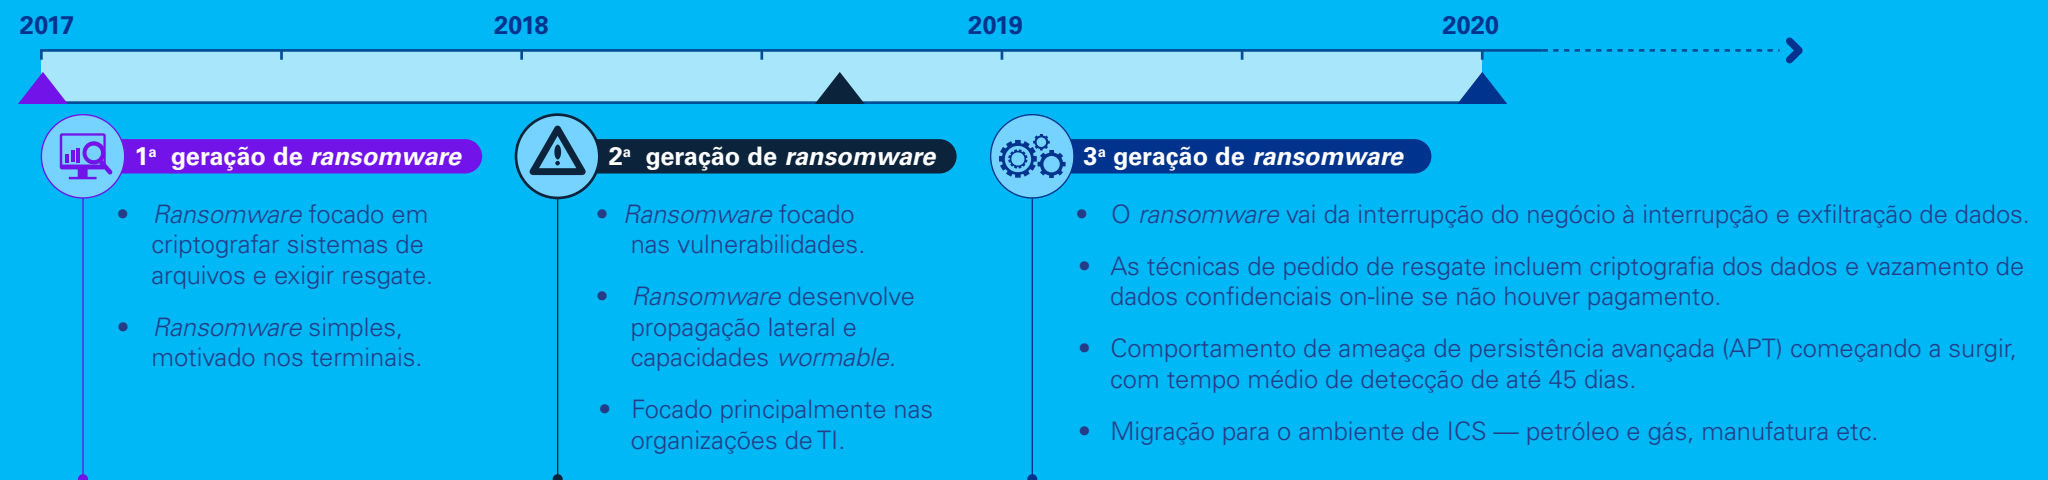 2017
2018
2019
2020
1ª geração de ransomware
• Ransomware focado em
criptografar sistemas de
arquivos e exigir resgate.
• Ransomware simples,
motivado nos terminais.
2ª geração de ransomware
• Ransomware focado
nas vulnerabilidades.
• Ransomware desenvolve
propagação lateral e
capacidades wormable.
• Focado principalmente nas
organizações de TI.
3ª geração de ransomware
• O ransomware vai da interrupção do negócio à interrupção e exfiltração de dados.
• As técnicas de pedido de resgate incluem criptografia dos dados e vazamento de
dados confidenciais on-line se não houver pagamento.
• Comportamento de ameaça de persistência avançada (APT) começando a surgir,
com tempo médio de detecção de até 45 dias.
• Migração para o ambiente de ICS — petróleo e gás, manufatura etc.